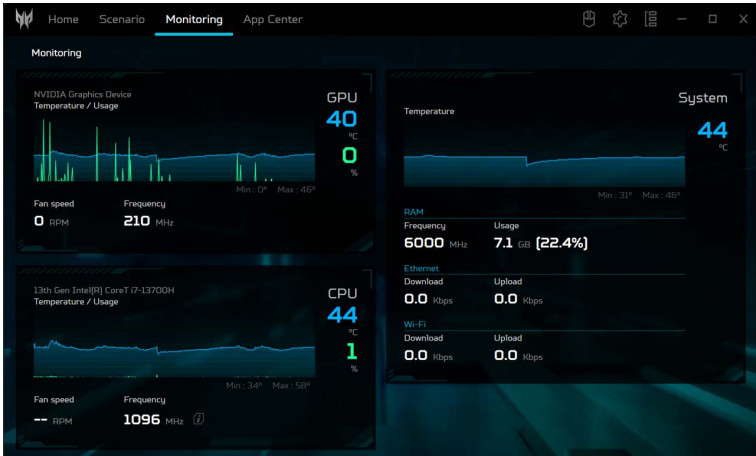 Home Scenario Monitoring App Center
Monitoring
NVIDIA Graphics Device
Temperature / Usage
GPU
40
°C
0
%
Min : 0° Max : 46°
Fan speed Frequency
0 RPM 210 MHz
13th Gen Intel(R) CoreT i7-13700H
Temperature / Usage
CPU
44
°C
1
%
Min : 34° Max : 58°
Fan speed Frequency
-- RPM 1096 MHz i
System
Temperature
44
°C
Min : 31° Max : 46°
RAM
Frequency Usage
6000 MHz 7.1 GB (22.4%)
Ethernet
Download Upload
0.0 Kbps 0.0 Kbps
Wi-Fi
Download Upload
0.0 Kbps 0.0 Kbps